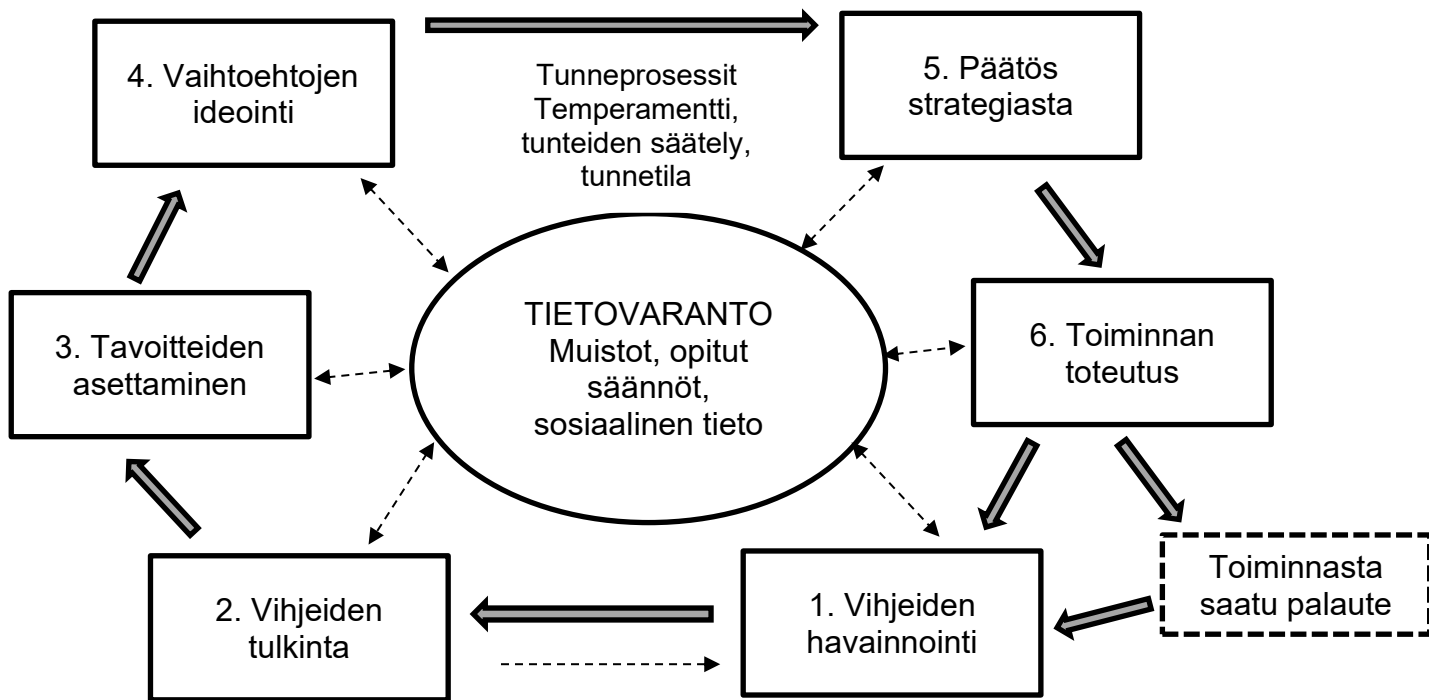 4. Vaihtoehtojen
ideointi
Tunneprosessit
Temperamentti,
tunteiden säätely,
tunnetila
5. Päätös
strategiasta
3. Tavoitteiden
asettaminen
TIETOVARANTO
Muistot, opitut
säännöt,
sosiaalinen tieto
6. Toiminnan
toteutus
2. Vihjeiden
tulkinta
1. Vihjeiden
havainnointi
Toiminnasta
saatu palaute